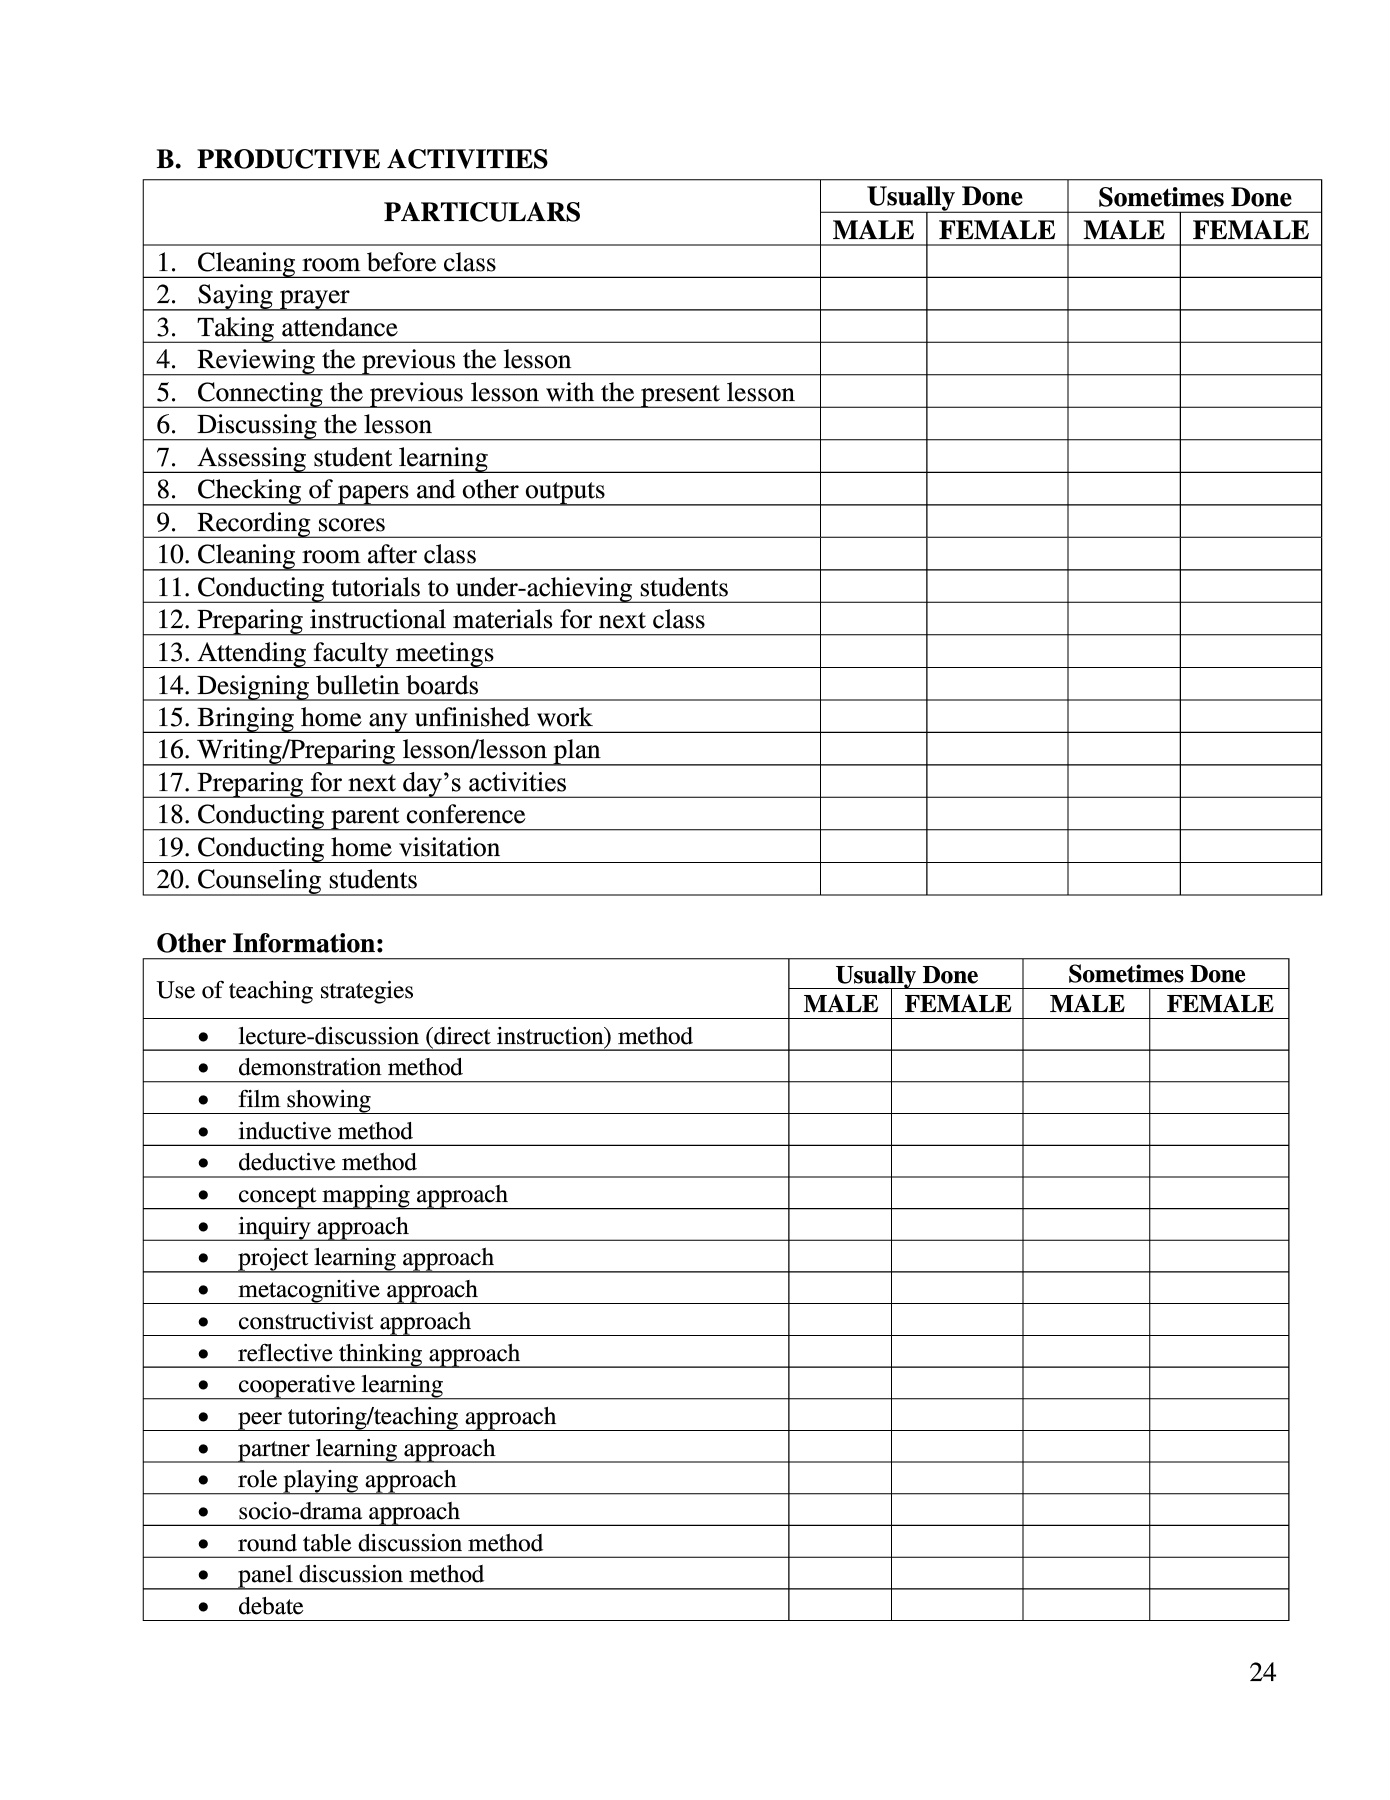 B. PRODUCTIVE ACTIVITIES
PARTICULARS
Usually Done
Sometimes Done
MALE FEMALE MALE FEMALE
1. Cleaning room before class
2. Saying prayer
3. Taking attendance
4. Reviewing the previous the lesson
5. Connecting the previous lesson with the present lesson
6. Discussing the lesson
7. Assessing student learning
8. Checking of papers and other outputs
9. Recording scores
10. Cleaning room after class
11. Conducting tutorials to under-achieving students
12. Preparing instructional materials for next class
13. Attending faculty meetings
14. Designing bulletin boards
15. Bringing home any unfinished work
16. Writing/Preparing lesson/lesson plan
17. Preparing for next day’s activities
18. Conducting parent conference
19. Conducting home visitation
20. Counseling students
Other Information:
Use of teaching strategies
Usually Done
Sometimes Done
MALE FEMALE MALE FEMALE
• lecture-discussion (direct instruction) method
• demonstration method
• film showing
• inductive method
• deductive method
• concept mapping approach
• inquiry approach
• project learning approach
• metacognitive approach
• constructivist approach
• reflective thinking approach
• cooperative learning
• peer tutoring/teaching approach
• partner learning approach
• role playing approach
• socio-drama approach
• round table discussion method
• panel discussion method
• debate
24